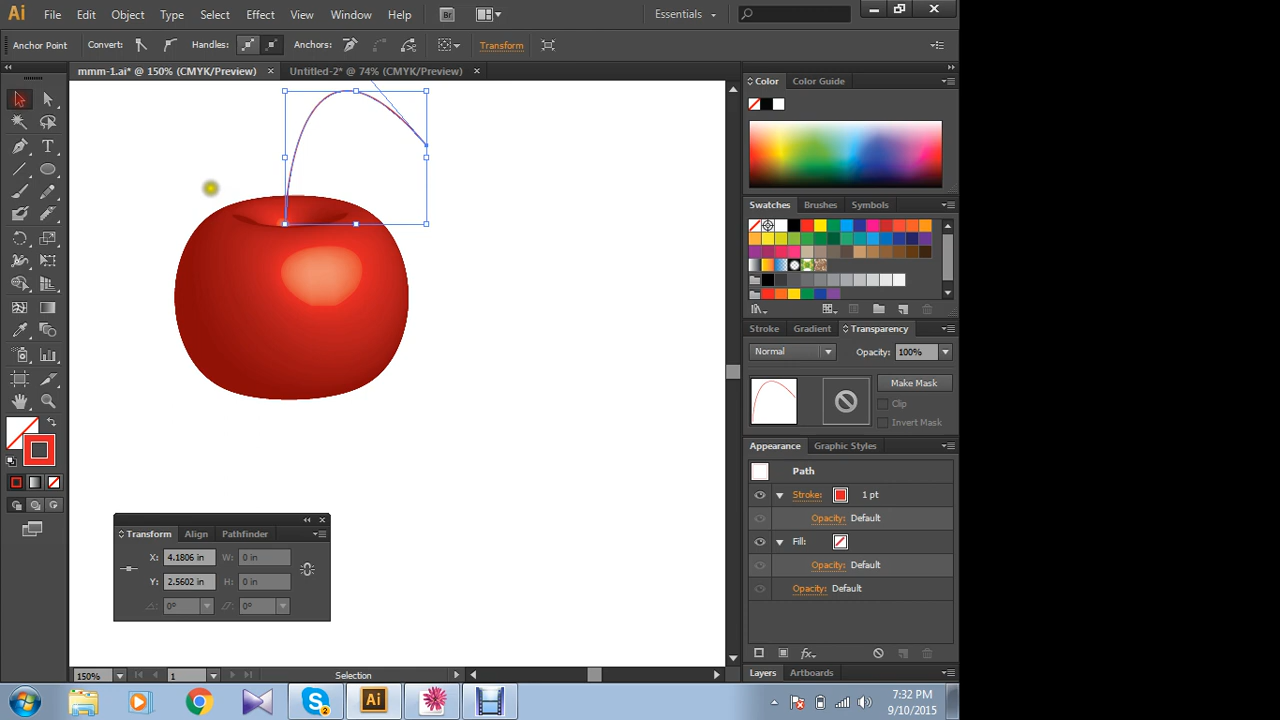 Ai File Edit Object Type Select Effect View Window Help Br Essentials
Anchor Point Convert: Handles: Anchors: Transform
mmm-1.ai* @ 150% (CMYK/Preview) × Untitled-2* @ 74% (CMYK/Preview) ×
Color Color Guide
Swatches Brushes Symbols
Stroke Gradient Transparency
Normal Opacity: 100%
Make Mask
Clip
Invert Mask
Appearance Graphic Styles
Path
Stroke: 1 pt
Opacity: Default
Fill:
Opacity: Default
Opacity: Default
fx
Layers Artboards
Transform Align Pathfinder
X: 4.1806 in W: 0 in
Y: 2.5602 in H: 0 in
0° 0°
T
150% 1 Selection
S 2 Ai
7:32 PM
9/10/2015